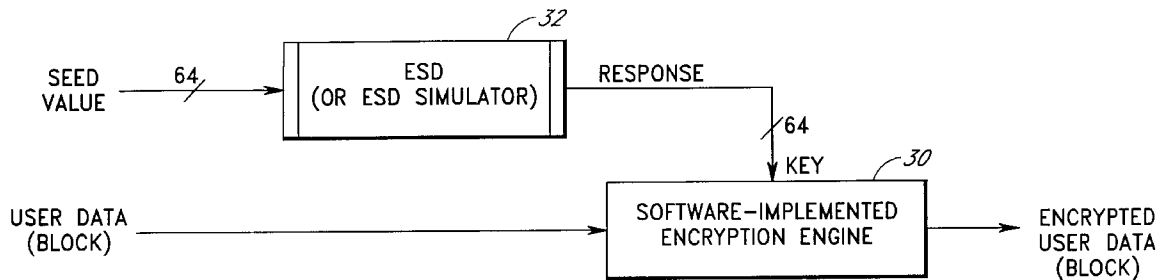 32
SEED
VALUE
64
ESD
(OR ESD SIMULATOR)
RESPONSE
64
KEY
30
USER DATA
(BLOCK)
SOFTWARE-IMPLEMENTED
ENCRYPTION ENGINE
ENCRYPTED
USER DATA
(BLOCK)